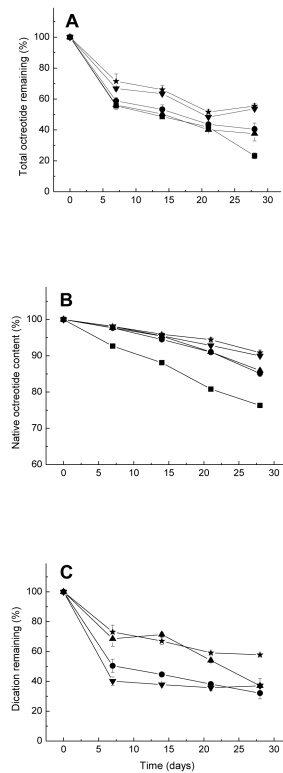 A
Total octreotide remaining (%)
100
80
60
40
20
0
0 5 10 15 20 25 30
B
Native octreotide content (%)
100
90
80
70
60
0 5 10 15 20 25 30
C
Dication remaining (%)
100
80
60
40
20
0
0 5 10 15 20 25 30
Time (days)